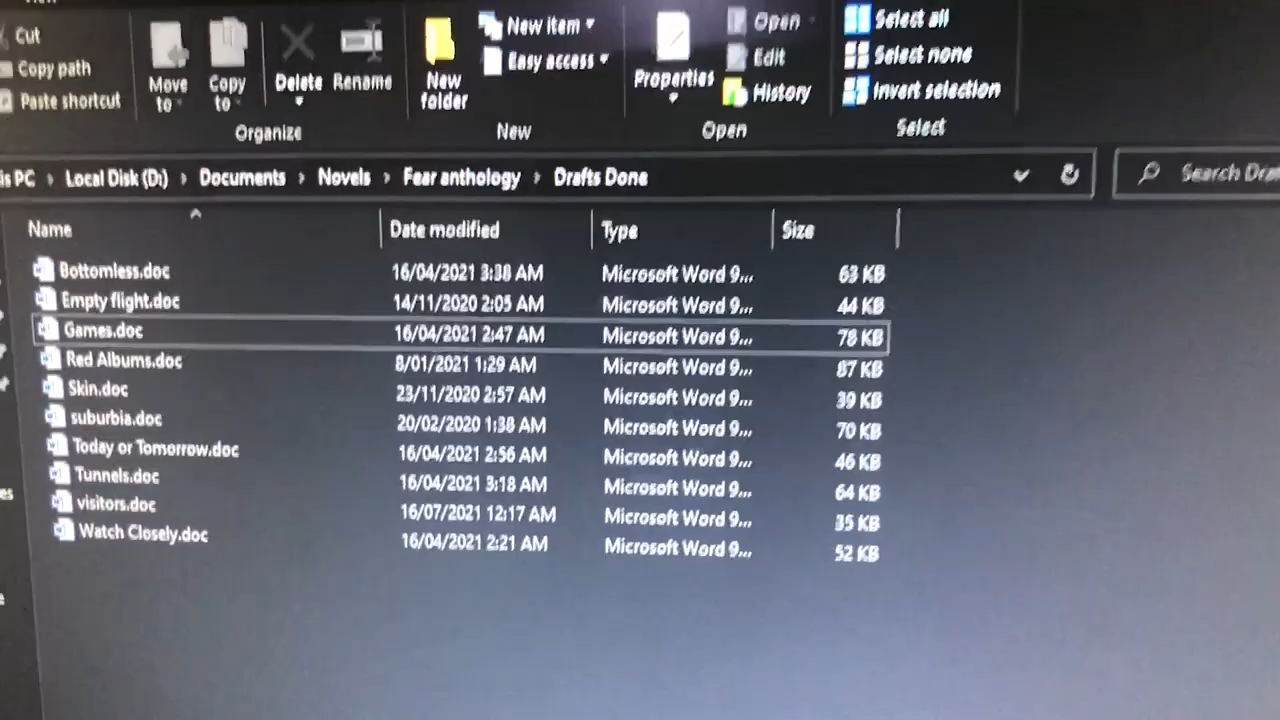 Cut
Copy path
Paste shortcut
Move to
Copy to
Delete
Rename
New folder
New item
Easy access
Properties
Open
Edit
History
Select all
Select none
Invert selection
Organize
New
Open
Select
is PC › Local Disk (D:) › Documents › Novels › Fear anthology › Drafts Done
Search Dra
Name Date modified Type Size
Bottomless.doc 16/04/2021 3:38 AM Microsoft Word 9... 63 KB
Empty flight.doc 14/11/2020 2:05 AM Microsoft Word 9... 44 KB
Games.doc 16/04/2021 2:47 AM Microsoft Word 9... 78 KB
Red Albums.doc 8/01/2021 1:29 AM Microsoft Word 9... 87 KB
Skin.doc 23/11/2020 2:57 AM Microsoft Word 9... 39 KB
suburbia.doc 20/02/2020 1:38 AM Microsoft Word 9... 70 KB
Today or Tomorrow.doc 16/04/2021 2:56 AM Microsoft Word 9... 46 KB
Tunnels.doc 16/04/2021 3:18 AM Microsoft Word 9... 64 KB
visitors.doc 16/07/2021 12:17 AM Microsoft Word 9... 35 KB
Watch Closely.doc 16/04/2021 2:21 AM Microsoft Word 9... 52 KB